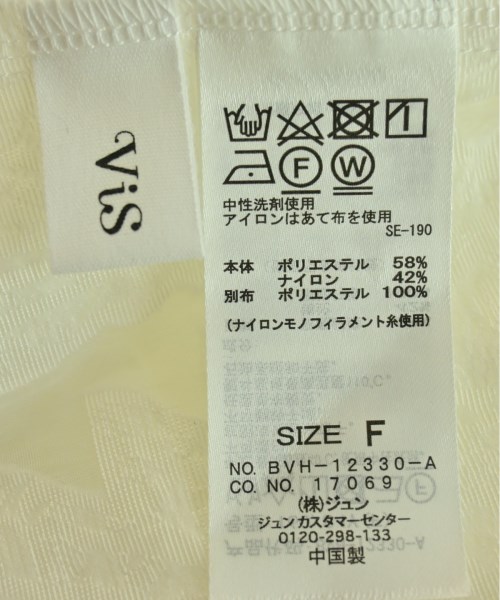 ViS
F
W
中性洗剤使用
アイロンはあて布を使用
SE-190
本体 ポリエステル 58%
ナイロン 42%
別布 ポリエステル 100%
(ナイロンモノフィラメント糸使用)
SIZE F
NO. BVH-12330-A
CO. NO. 17069
(株)ジュン
ジュン カスタマーセンター
0120-298-133
中国製